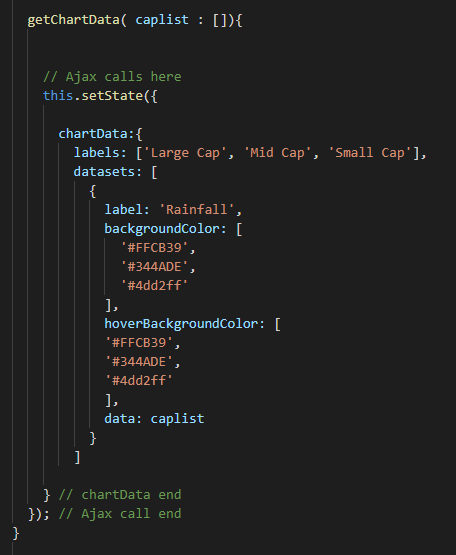 getChartData( caplist : []){
// Ajax calls here
this.setState({
chartData:{
labels: ['Large Cap', 'Mid Cap', 'Small Cap'],
datasets: [
{
label: 'Rainfall',
backgroundColor: [
'#FFCB39',
'#344ADE',
'#4dd2ff'
],
hoverBackgroundColor: [
'#FFCB39',
'#344ADE',
'#4dd2ff'
],
data: caplist
}
]
} // chartData end
}); // Ajax call end
}